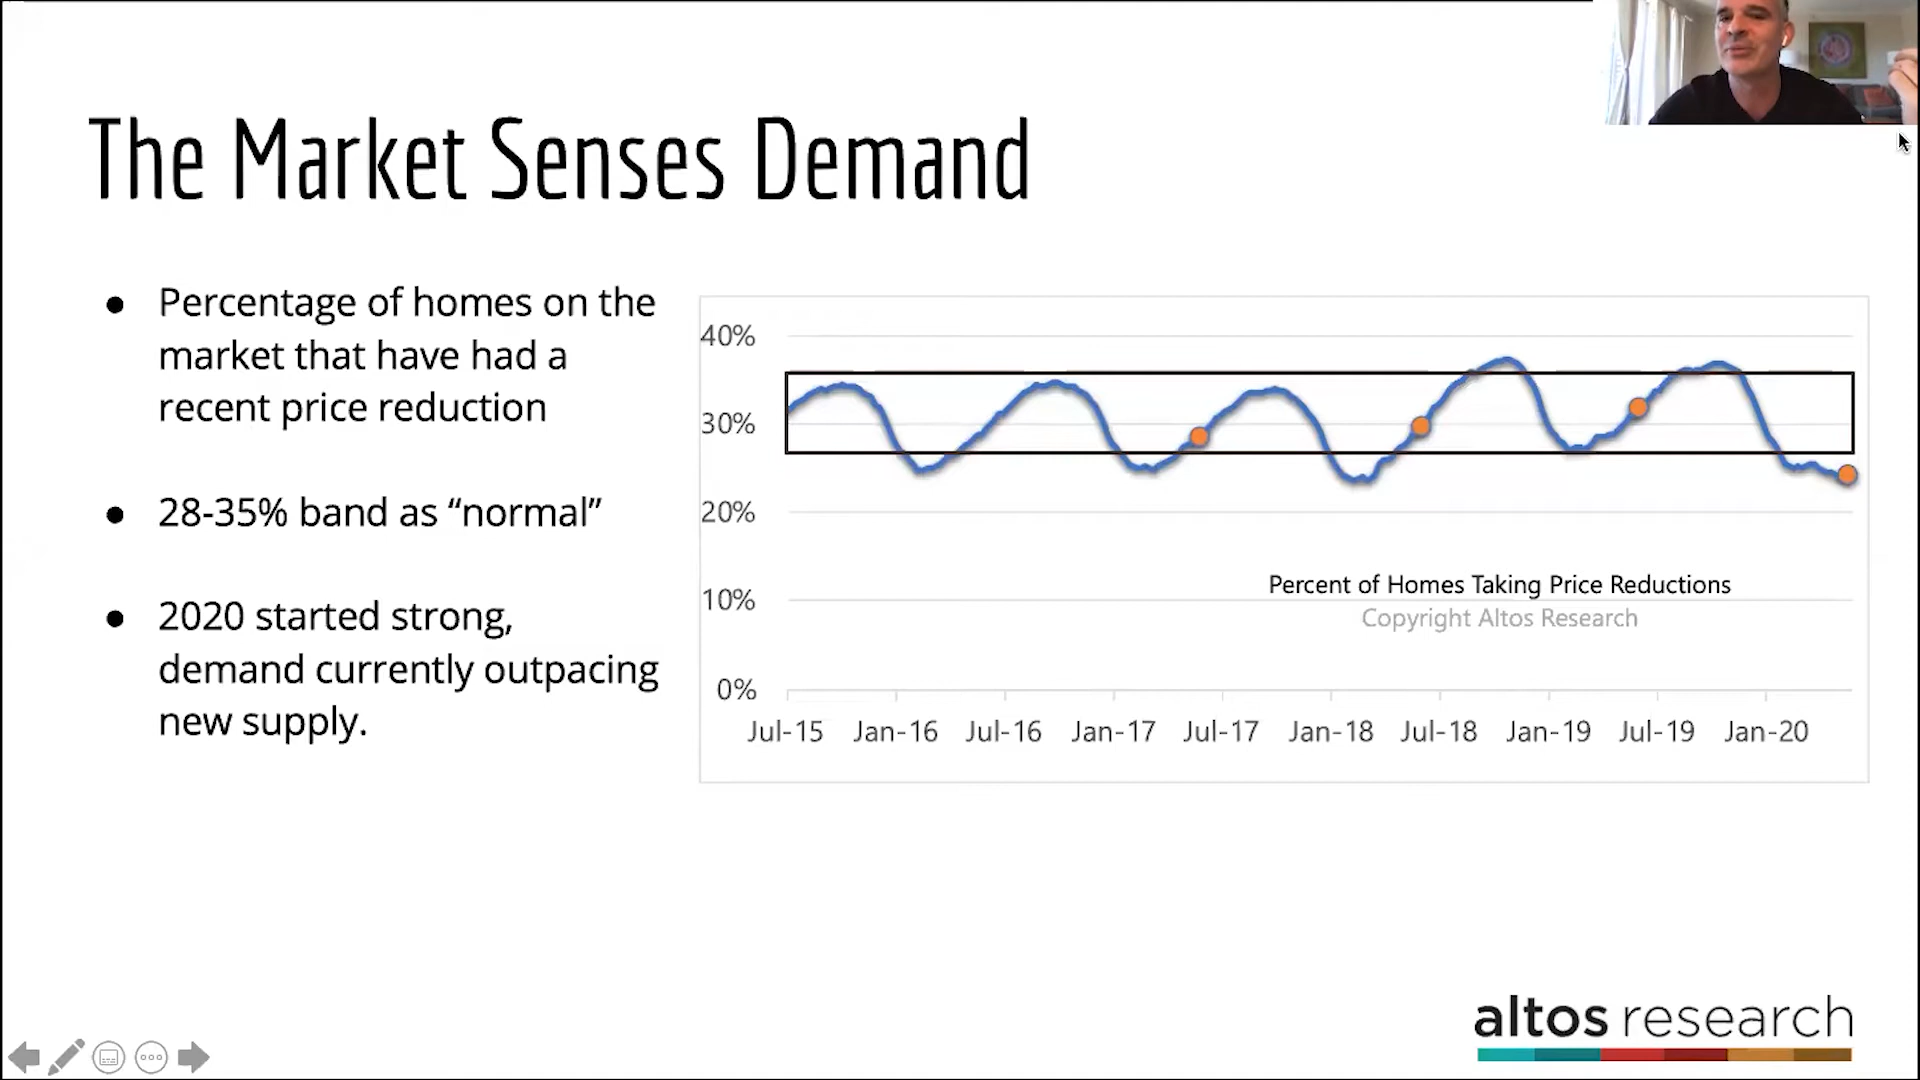 The Market Senses Demand
● Percentage of homes on the
market that have had a
recent price reduction
● 28-35% band as “normal”
● 2020 started strong,
demand currently outpacing
new supply.
40%
30%
20%
10%
0%
Percent of Homes Taking Price Reductions
Copyright Altos Research
Jul-15 Jan-16 Jul-16 Jan-17 Jul-17 Jan-18 Jul-18 Jan-19 Jul-19 Jan-20
altos research